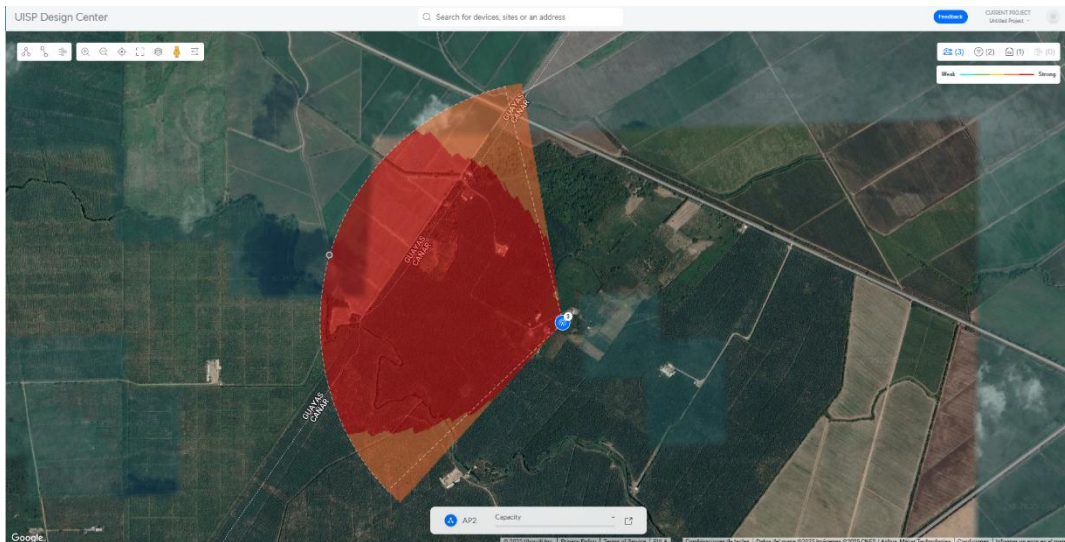 UISP Design Center
Search for devices, sites or an address
Feedback
CURRENT PROJECT
Untitled Project
(3)
(2)
(1)
(0)
Weak
Strong
GUAYAS
CAÑAR
GUAYAS
CAÑAR
GUAYAS
CAÑAR
AP2
Capacity
Google